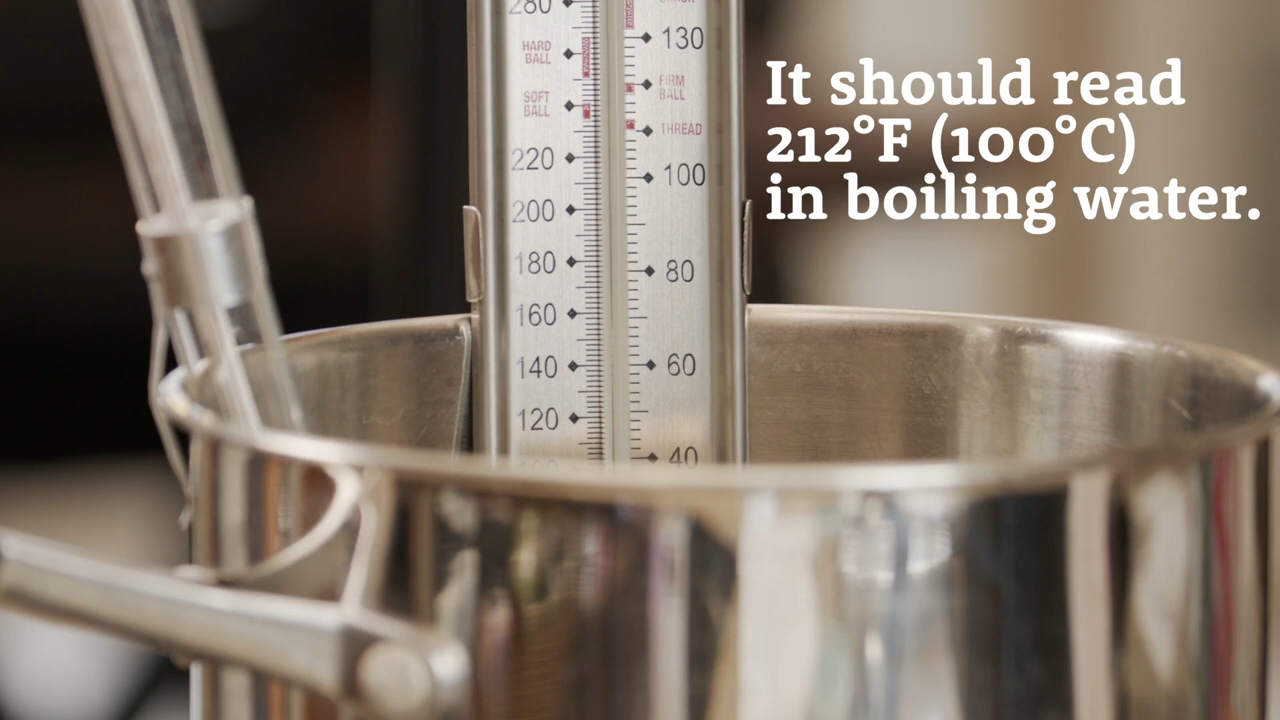 280
HARD
BALL
SOFT
BALL
220
200
180
160
140
120
130
FIRM
BALL
THREAD
100
80
60
40
It should read
212°F (100°C)
in boiling water.